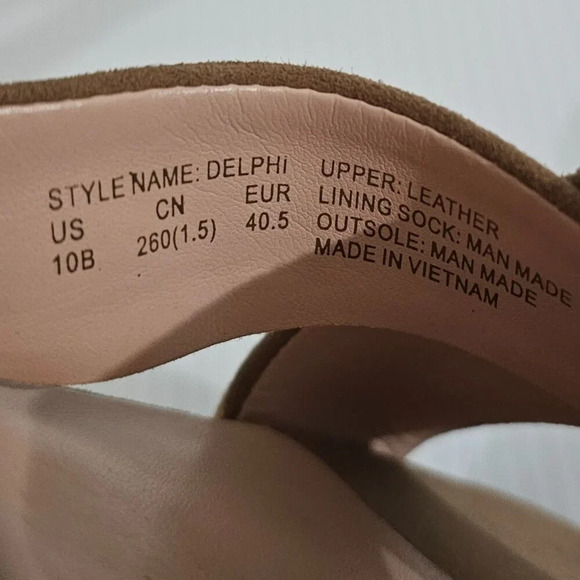 STYLE NAME: DELPHI
US CN EUR
10B 260(1.5) 40.5
UPPER: LEATHER
LINING SOCK: MAN MADE
OUTSOLE: MAN MADE
MADE IN VIETNAM